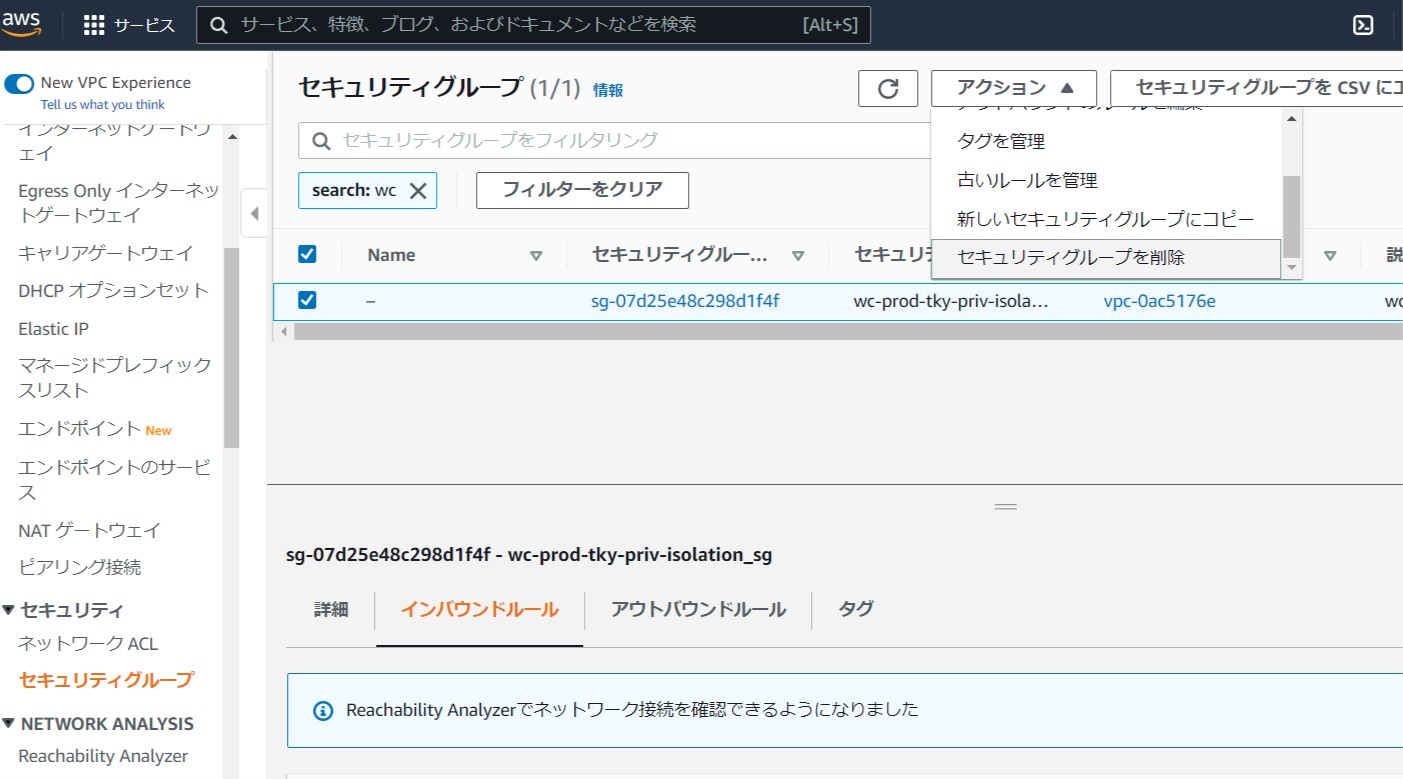 aws
サービス
サービス、特徴、ブログ、およびドキュメントなどを検索
[Alt+S]
New VPC Experience
Tell us what you think
インターネットゲートウ
ェイ
Egress Only インターネッ
トゲートウェイ
キャリアゲートウェイ
DHCP オプションセット
Elastic IP
マネージドプレフィック
スリスト
エンドポイント New
エンドポイントのサービ
ス
NAT ゲートウェイ
ピアリング接続
セキュリティ
ネットワーク ACL
セキュリティグループ
NETWORK ANALYSIS
Reachability Analyzer
セキュリティグループ (1/1) 情報
アクション
セキュリティグループを CSV にエ
セキュリティグループをフィルタリング
search: wc
フィルターをクリア
アウトバウンドのルールを編集
タグを管理
古いルールを管理
新しいセキュリティグループにコピー
セキュリティグループを削除
Name
セキュリティグルー...
セキュリテ
説
–
sg-07d25e48c298d1f4f
wc-prod-tky-priv-isola...
vpc-0ac5176e
wc
sg-07d25e48c298d1f4f - wc-prod-tky-priv-isolation_sg
詳細
インバウンドルール
アウトバウンドルール
タグ
Reachability Analyzerでネットワーク接続を確認できるようになりました